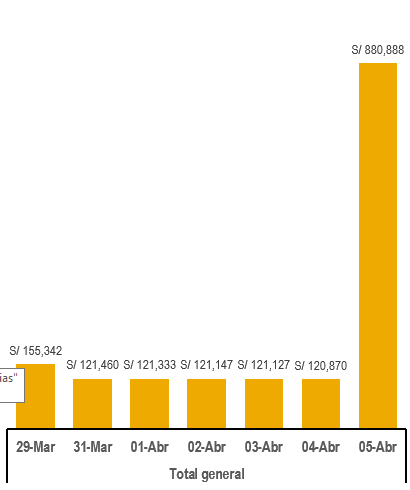 S/ 880,888
S/ 155,342
S/ 121,460 S/ 121,333 S/ 121,147 S/ 121,127 S/ 120,870
ias"
29-Mar 31-Mar 01-Abr 02-Abr 03-Abr 04-Abr 05-Abr
Total general